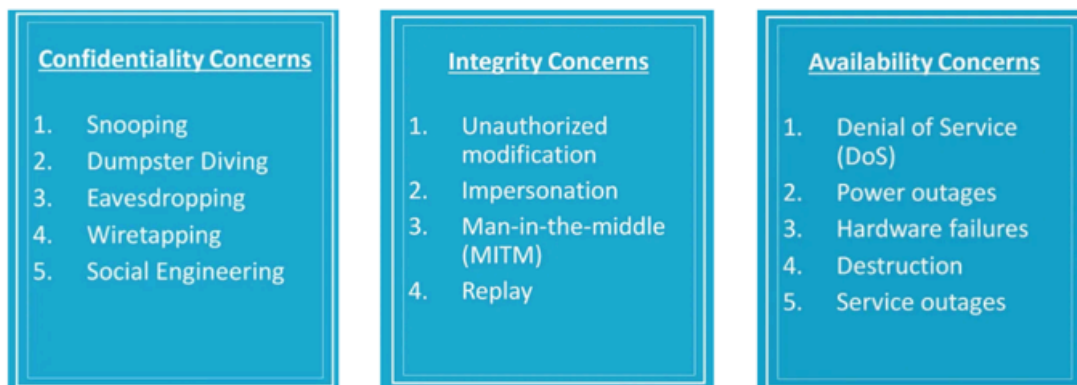 Confidentiality Concerns
1. Snooping
2. Dumpster Diving
3. Eavesdropping
4. Wiretapping
5. Social Engineering
Integrity Concerns
1. Unauthorized
modification
2. Impersonation
3. Man-in-the-middle
(MITM)
4. Replay
Availability Concerns
1. Denial of Service
(DoS)
2. Power outages
3. Hardware failures
4. Destruction
5. Service outages